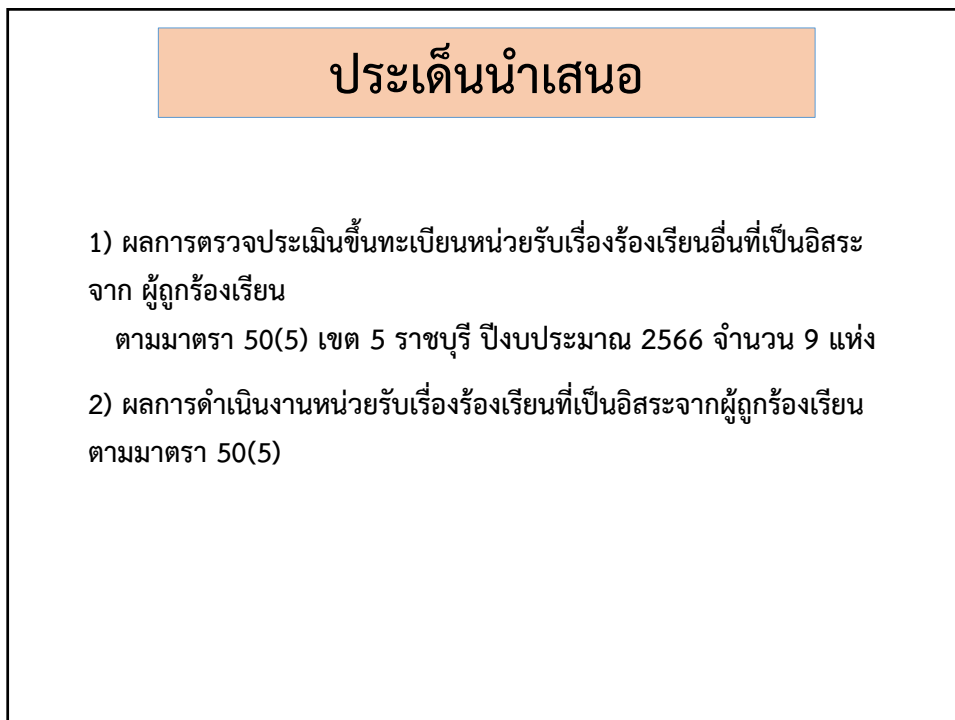 ประเด็นนำเสนอ
1) ผลการตรวจประเมินขึ้นทะเบียนหน่วยรับเรื่องร้องเรียนอื่นที่เป็นอิสระ
จาก ผู้ถูกร้องเรียน
ตามมาตรา 50(5) เขต 5 ราชบุรี ปีงบประมาณ 2566 จำนวน 9 แห่ง
2) ผลการดำเนินงานหน่วยรับเรื่องร้องเรียนที่เป็นอิสระจากผู้ถูกร้องเรียน
ตามมาตรา 50(5)